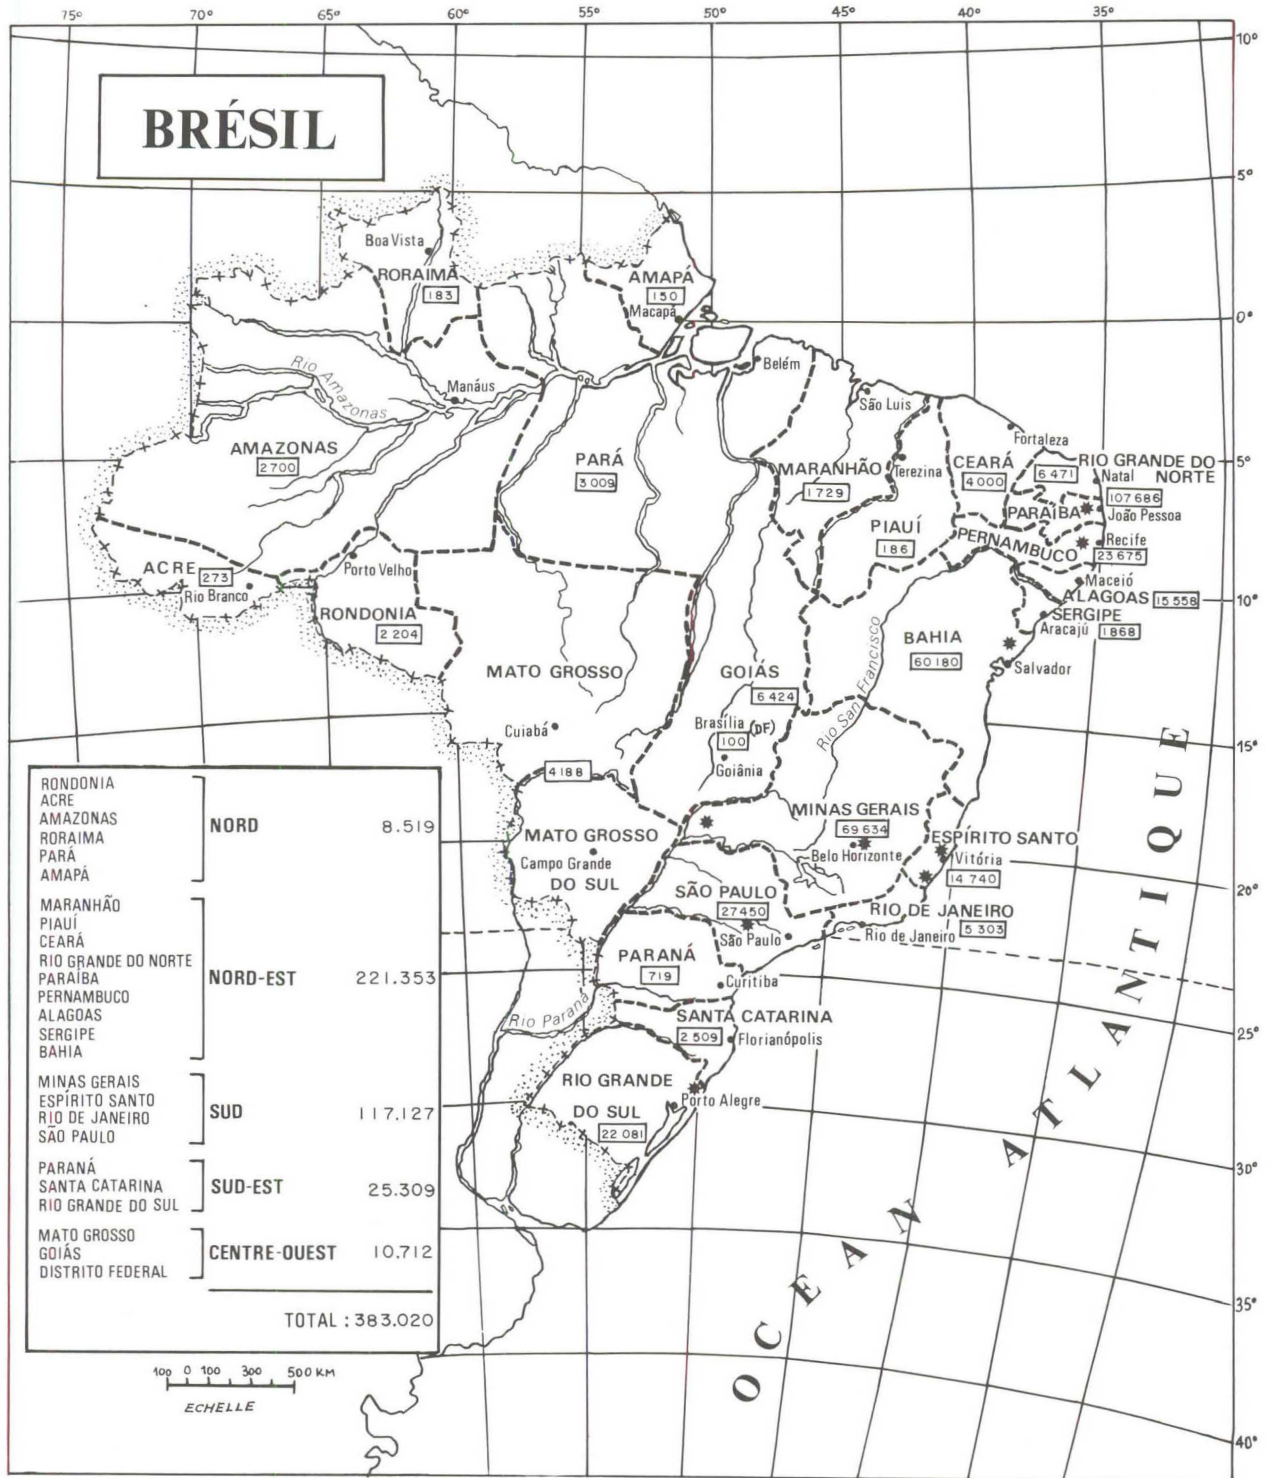 75° 70° 65° 60° 55° 50° 45° 40° 35°
10°
BRÉSIL
5°
Boa Vista
RORAIMA
183
AMAPÁ
150
Macapá
0°
Belém
Rio Amazonas
Manáus
São Luis
Fortaleza
AMAZONAS
2700
PARÁ
3 009
MARANHÃO
1 729
Terezina
CEARÁ
4 000
6 471
RIO GRANDE DO
NORTE
5°
Natal
107 686
PARAÍBA
João Pessoa
PIAUÍ
186
PERNAMBUCO
Recife
23 675
ACRE
273
Rio Branco
Porto Velho
Maceió
ALAGOAS
15 558
10°
RONDONIA
2 204
SERGIPE
Aracajú
1868
BAHIA
60 180
Salvador
Rio San Francisco
MATO GROSSO
GOIÁS
6 424
Cuiabá
Brasília (DF)
100
Goiânia
15°
4188
MATO GROSSO
Campo Grande
DO SUL
MINAS GERAIS
69 634
Belo Horizonte
ESPÍRITO SANTO
Vitória
14 740
20°
SÃO PAULO
27450
São Paulo
RIO DE JANEIRO
Rio de Janeiro
5 303
PARANÁ
719
Curitiba
Rio Paraná
SANTA CATARINA
2 509
Florianópolis
25°
RIO GRANDE
DO SUL
22 081
Porto Alegre
30°
35°
40°
OCEAN ATLANTIQUE
RONDONIA
ACRE
AMAZONAS
RORAIMA
PARÁ
AMAPÁ
NORD 8.519
MARANHÃO
PIAUÍ
CEARÁ
RIO GRANDE DO NORTE
PARAÍBA
PERNAMBUCO
ALAGOAS
SERGIPE
BAHIA
NORD-EST 221.353
MINAS GERAIS
ESPÍRITO SANTO
RIO DE JANEIRO
SÃO PAULO
SUD 117.127
PARANÁ
SANTA CATARINA
RIO GRANDE DO SUL
SUD-EST 25.309
MATO GROSSO
GOIÁS
DISTRITO FEDERAL
CENTRE-OUEST 10.712
TOTAL : 383.020
100 0 100 300 500 KM
ECHELLE